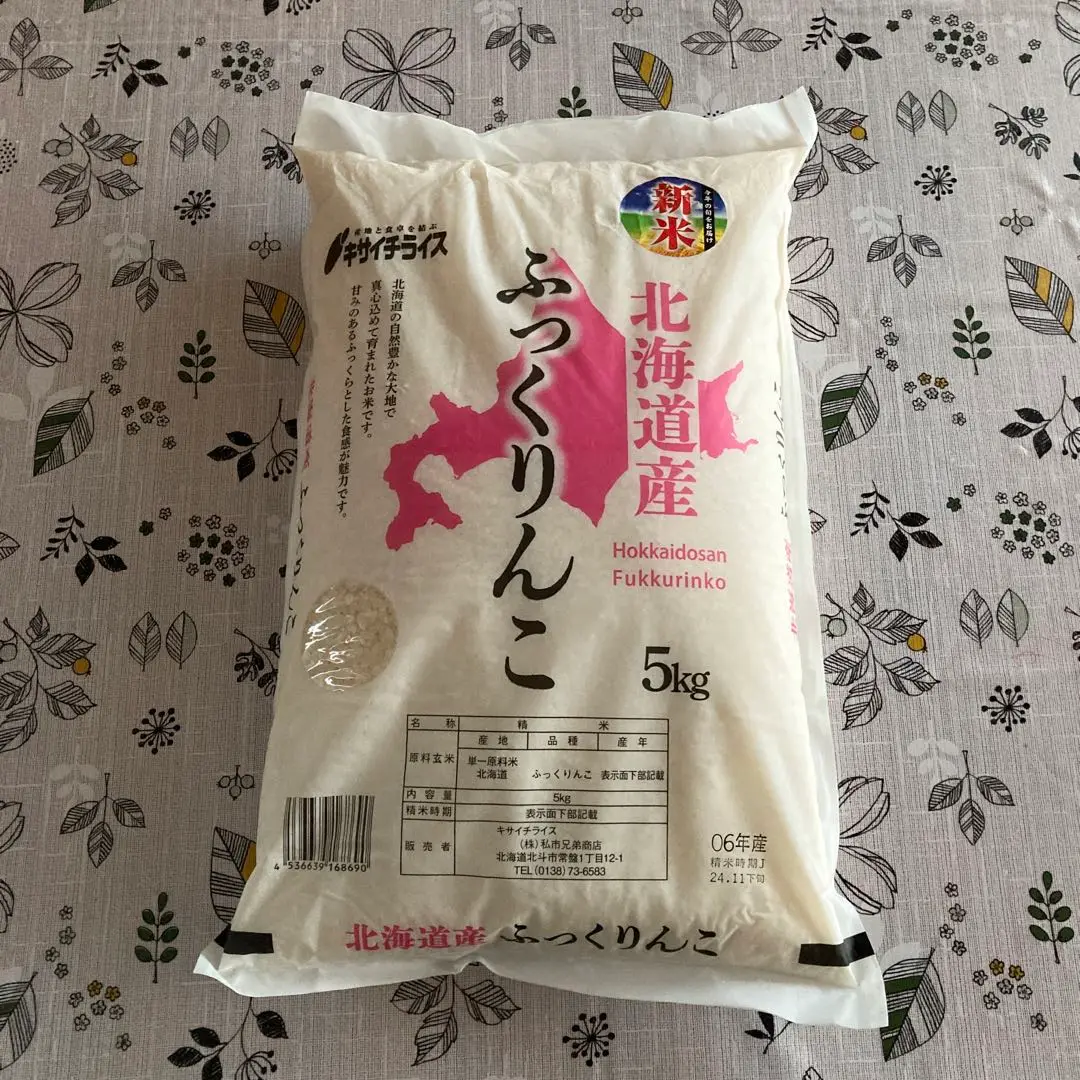 新米
今年の旬をお届け
産地と食卓を結ぶ
キサイチライス
北海道産
ふっくりんこ
北海道の自然豊かな大地で
真心込めて育まれたお米です。
甘みのあるふっくらとした食感が魅力です。
Hokkaidosan
Fukkurinko
5kg
名称 精米
原料玄米 産地 品種 産年
単一原料米
北海道 ふっくりんこ 表示面下部記載
内容量 5kg
精米時期 表示面下部記載
販売者 キサイチライス
(株)私市兄弟商店
北海道北斗市常盤1丁目12-1
TEL(0138)73-6583
4 536639 168690
06年産
精米時期J
24.11下旬
北海道産 ふっくりんこ